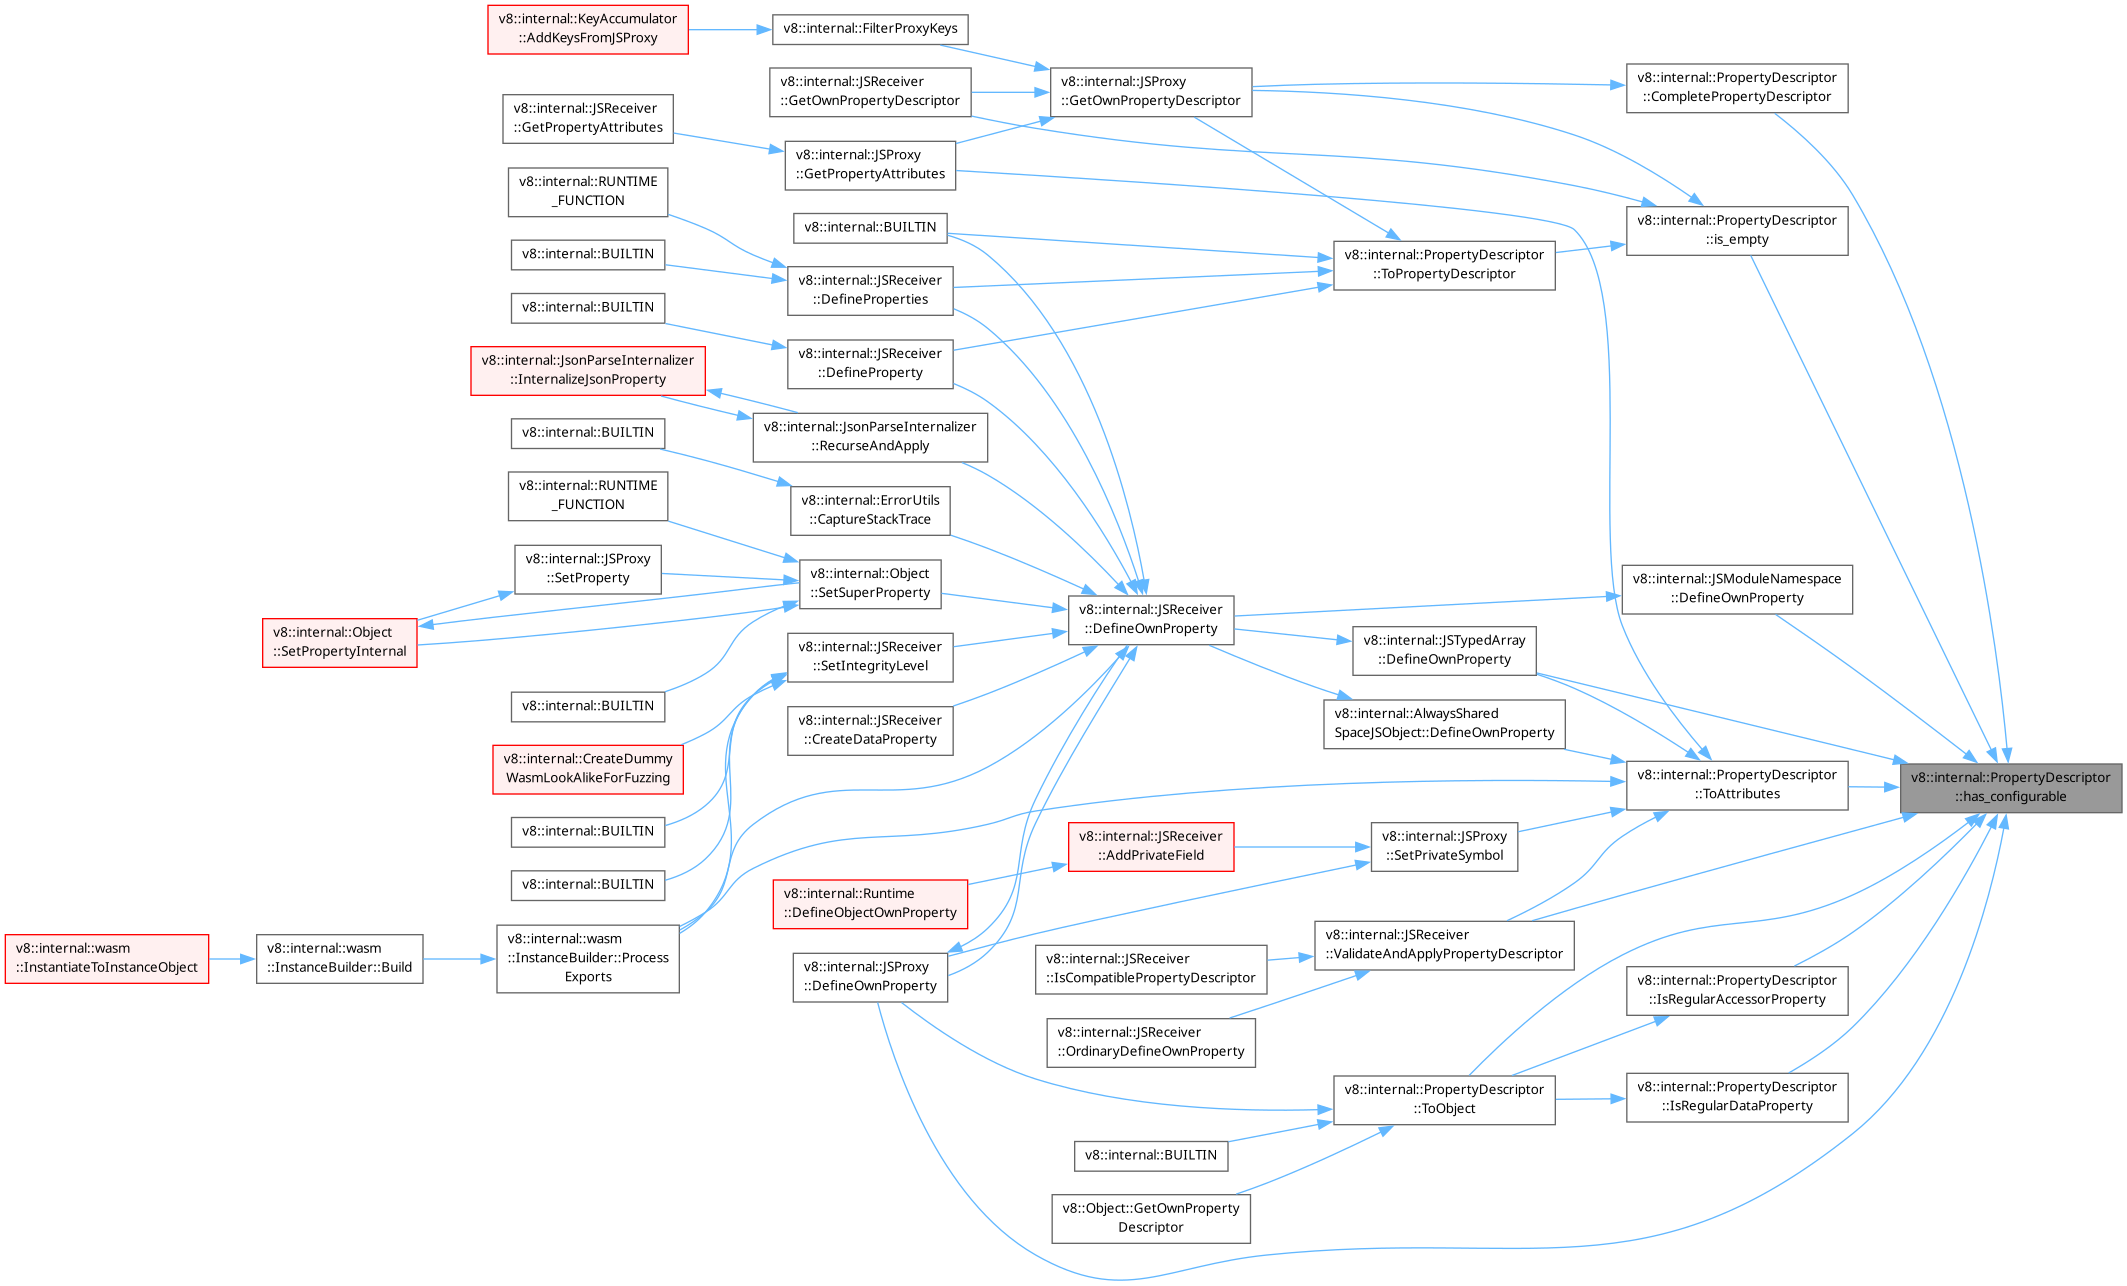 v8::internal::KeyAccumulator
::AddKeysFromJSProxy
v8::internal::FilterProxyKeys
v8::internal::JSReceiver
::GetOwnPropertyDescriptor
v8::internal::JSProxy
::GetOwnPropertyDescriptor
v8::internal::PropertyDescriptor
::CompletePropertyDescriptor
v8::internal::JSReceiver
::GetPropertyAttributes
v8::internal::JSProxy
::GetPropertyAttributes
v8::internal::RUNTIME
_FUNCTION
v8::internal::BUILTIN
v8::internal::PropertyDescriptor
::is_empty
v8::internal::BUILTIN
v8::internal::PropertyDescriptor
::ToPropertyDescriptor
v8::internal::JSReceiver
::DefineProperties
v8::internal::BUILTIN
v8::internal::JSReceiver
::DefineProperty
v8::internal::JsonParseInternalizer
::InternalizeJsonProperty
v8::internal::JsonParseInternalizer
::RecurseAndApply
v8::internal::BUILTIN
v8::internal::RUNTIME
_FUNCTION
v8::internal::ErrorUtils
::CaptureStackTrace
v8::internal::JSProxy
::SetProperty
v8::internal::Object
::SetSuperProperty
v8::internal::JSModuleNamespace
::DefineOwnProperty
v8::internal::Object
::SetPropertyInternal
v8::internal::JSReceiver
::DefineOwnProperty
v8::internal::JSReceiver
::SetIntegrityLevel
v8::internal::JSTypedArray
::DefineOwnProperty
v8::internal::BUILTIN
v8::internal::JSReceiver
::CreateDataProperty
v8::internal::AlwaysShared
SpaceJSObject::DefineOwnProperty
v8::internal::CreateDummy
WasmLookAlikeForFuzzing
v8::internal::PropertyDescriptor
::ToAttributes
v8::internal::PropertyDescriptor
::has_configurable
v8::internal::BUILTIN
v8::internal::JSReceiver
::AddPrivateField
v8::internal::JSProxy
::SetPrivateSymbol
v8::internal::BUILTIN
v8::internal::Runtime
::DefineObjectOwnProperty
v8::internal::wasm
::InstantiateToInstanceObject
v8::internal::wasm
::InstanceBuilder::Build
v8::internal::wasm
::InstanceBuilder::Process
Exports
v8::internal::JSProxy
::DefineOwnProperty
v8::internal::JSReceiver
::IsCompatiblePropertyDescriptor
v8::internal::JSReceiver
::ValidateAndApplyPropertyDescriptor
v8::internal::PropertyDescriptor
::IsRegularAccessorProperty
v8::internal::JSReceiver
::OrdinaryDefineOwnProperty
v8::internal::PropertyDescriptor
::ToObject
v8::internal::PropertyDescriptor
::IsRegularDataProperty
v8::internal::BUILTIN
v8::Object::GetOwnProperty
Descriptor